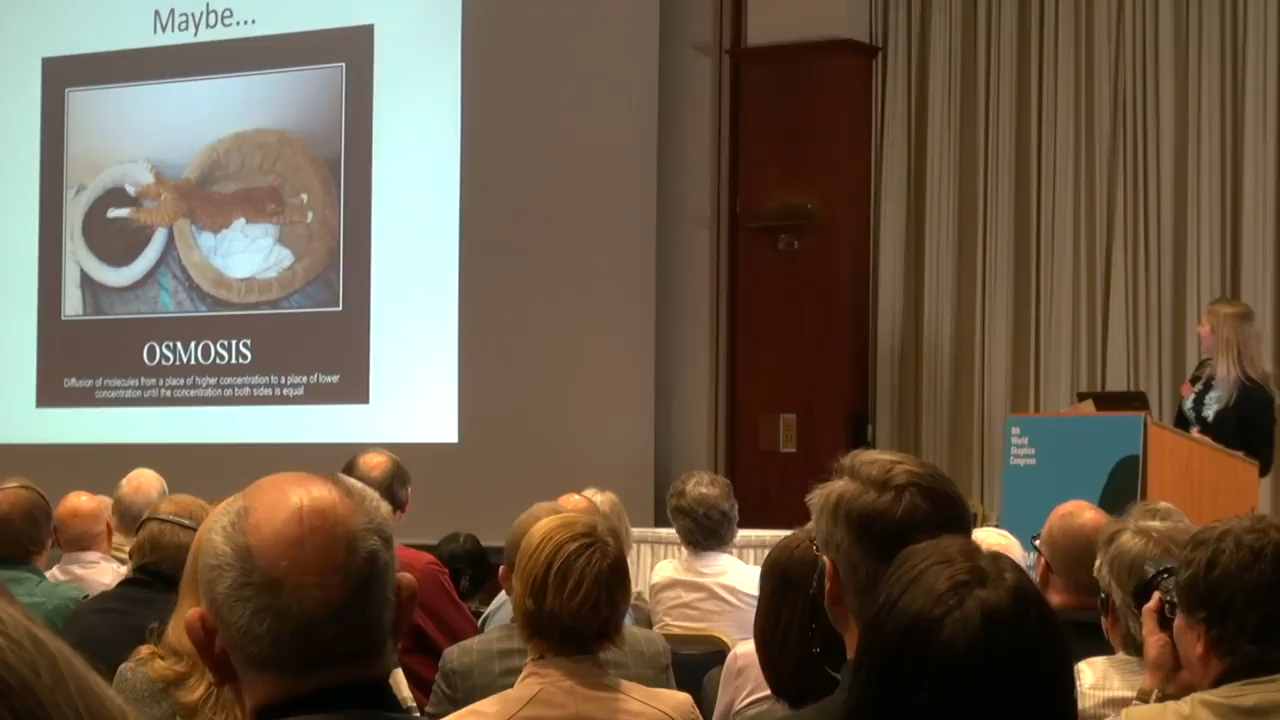 Maybe...
OSMOSIS
Diffusion of molecules from a place of higher concentration to a place of lower
concentration until the concentration on both sides is equal
6th
World
Skeptics
Congress